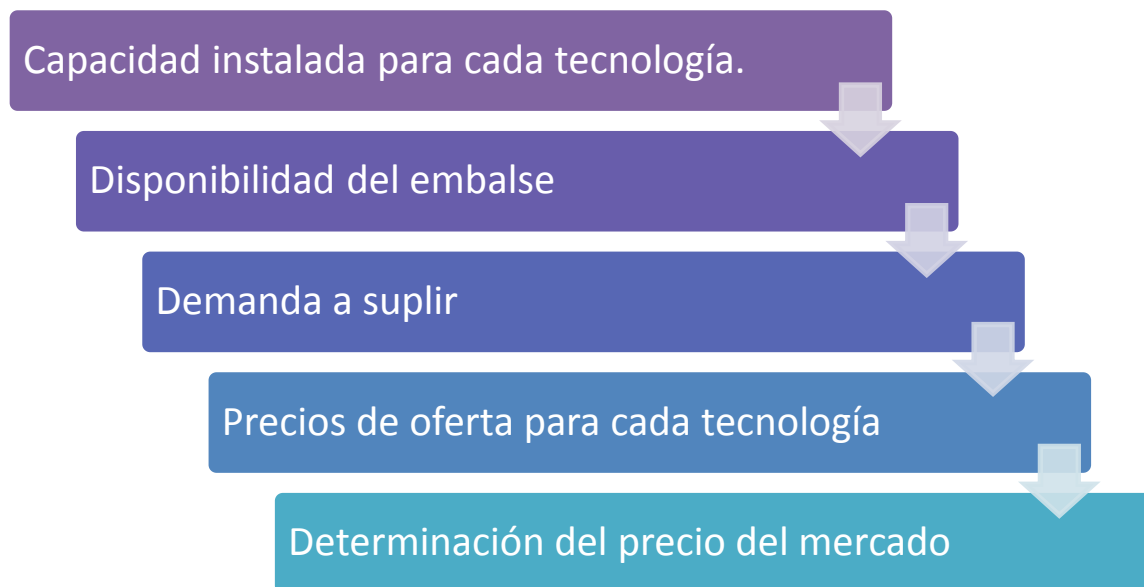 Capacidad instalada para cada tecnología.
Disponibilidad del embalse
Demanda a suplir
Precios de oferta para cada tecnología
Determinación del precio del mercado